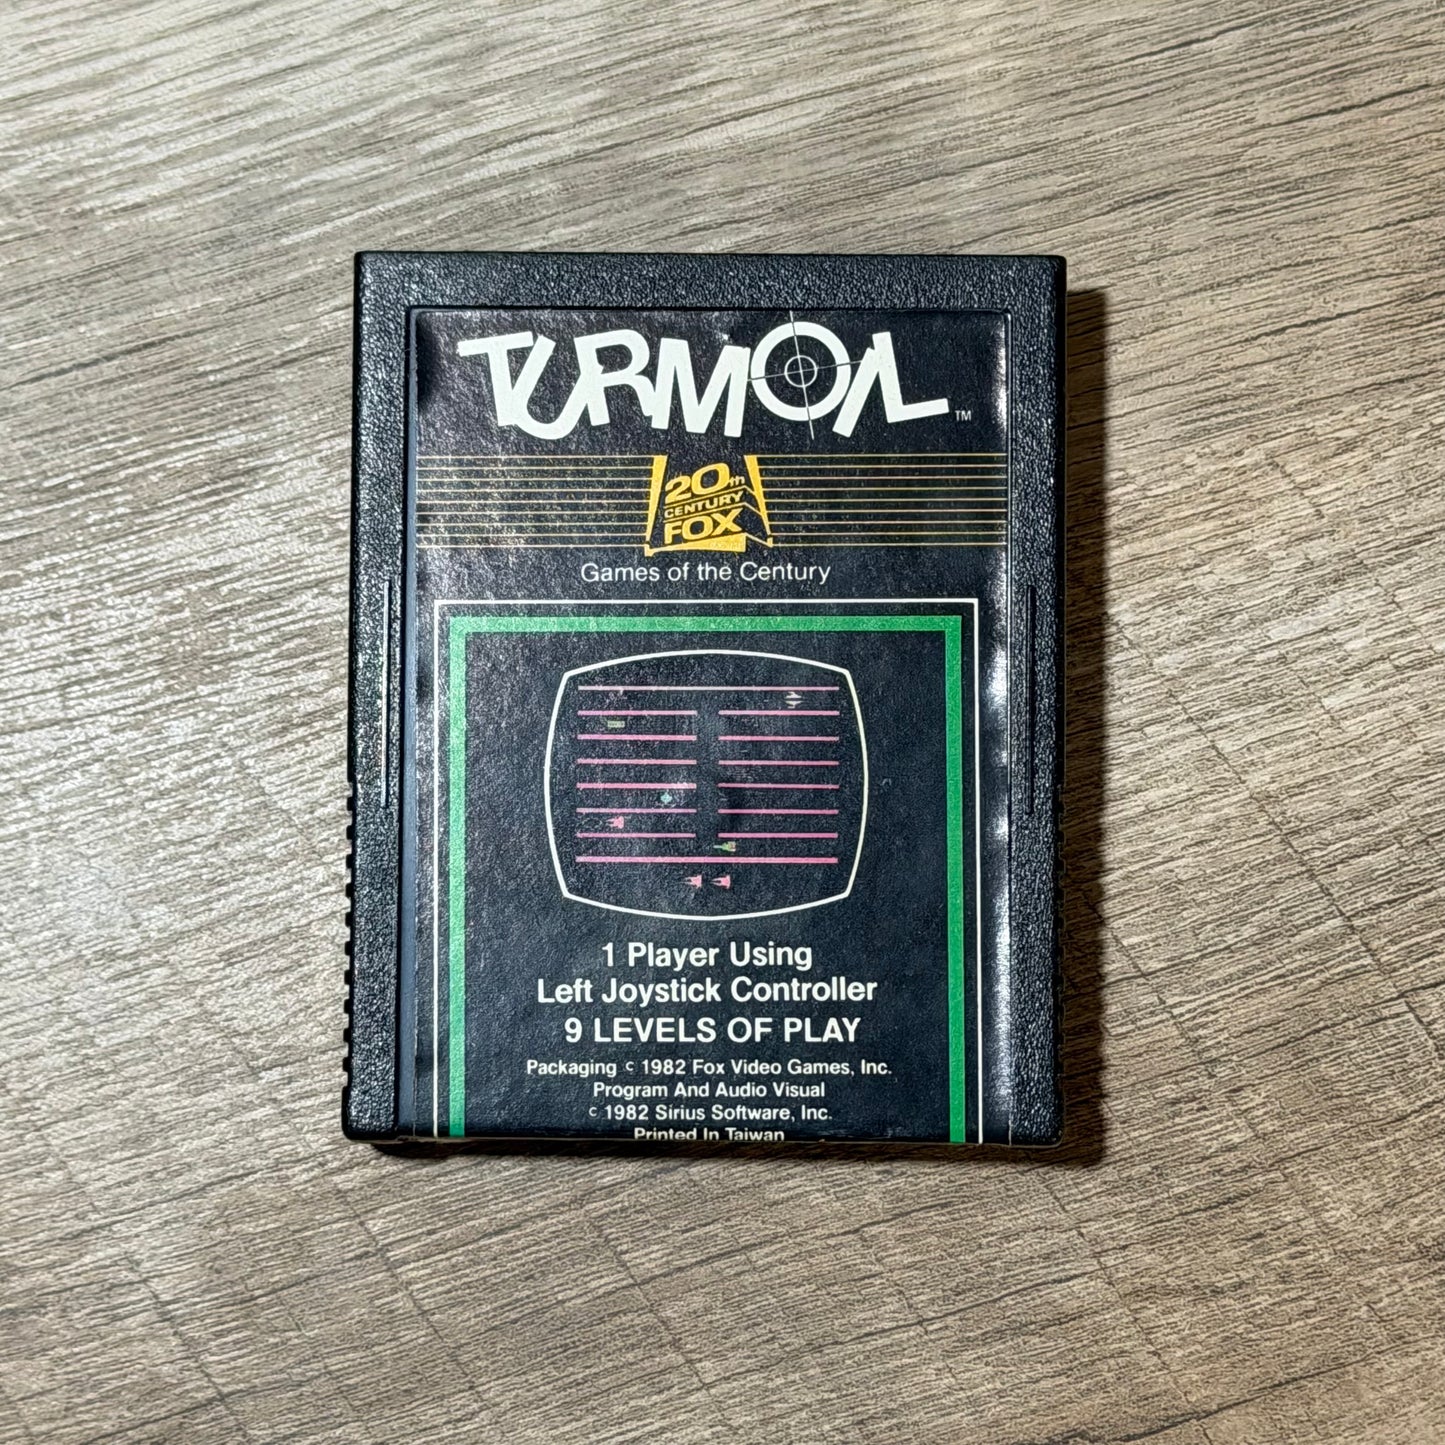 TURMOIL TM
20th
CENTURY
FOX
Games of the Century
1 Player Using
Left Joystick Controller
9 LEVELS OF PLAY
Packaging © 1982 Fox Video Games, Inc.
Program And Audio Visual
© 1982 Sirius Software, Inc.
Printed In Taiwan